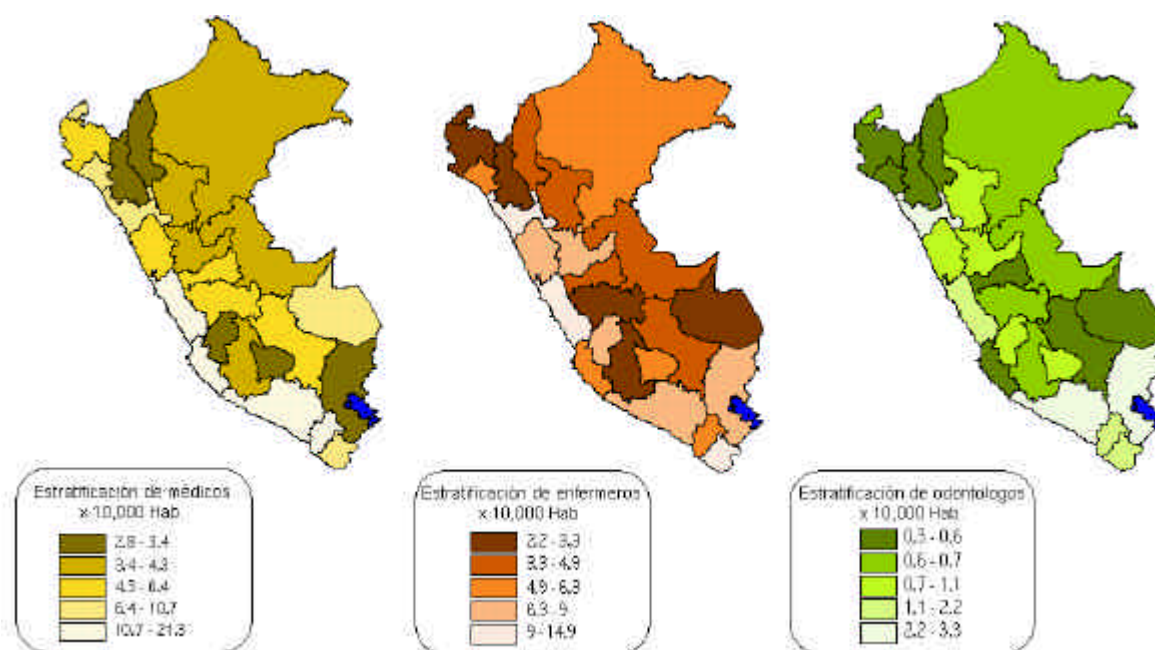 Estratificación de médicos
x 10,000 Hab
2.8 - 3.4
3.4 - 4.3
4.3 - 6.4
6.4 - 10.7
10.7 - 21.3
Estratificación de enfermeros
x 10,000 Hab
2.2 - 3.3
3.3 - 4.9
4.9 - 6.3
6.3 - 9
9 - 14.9
Estratificación de odontologos
x 10,000 Hab
0.3 - 0.6
0.6 - 0.7
0.7 - 1.1
1.1 - 2.2
2.2 - 3.3